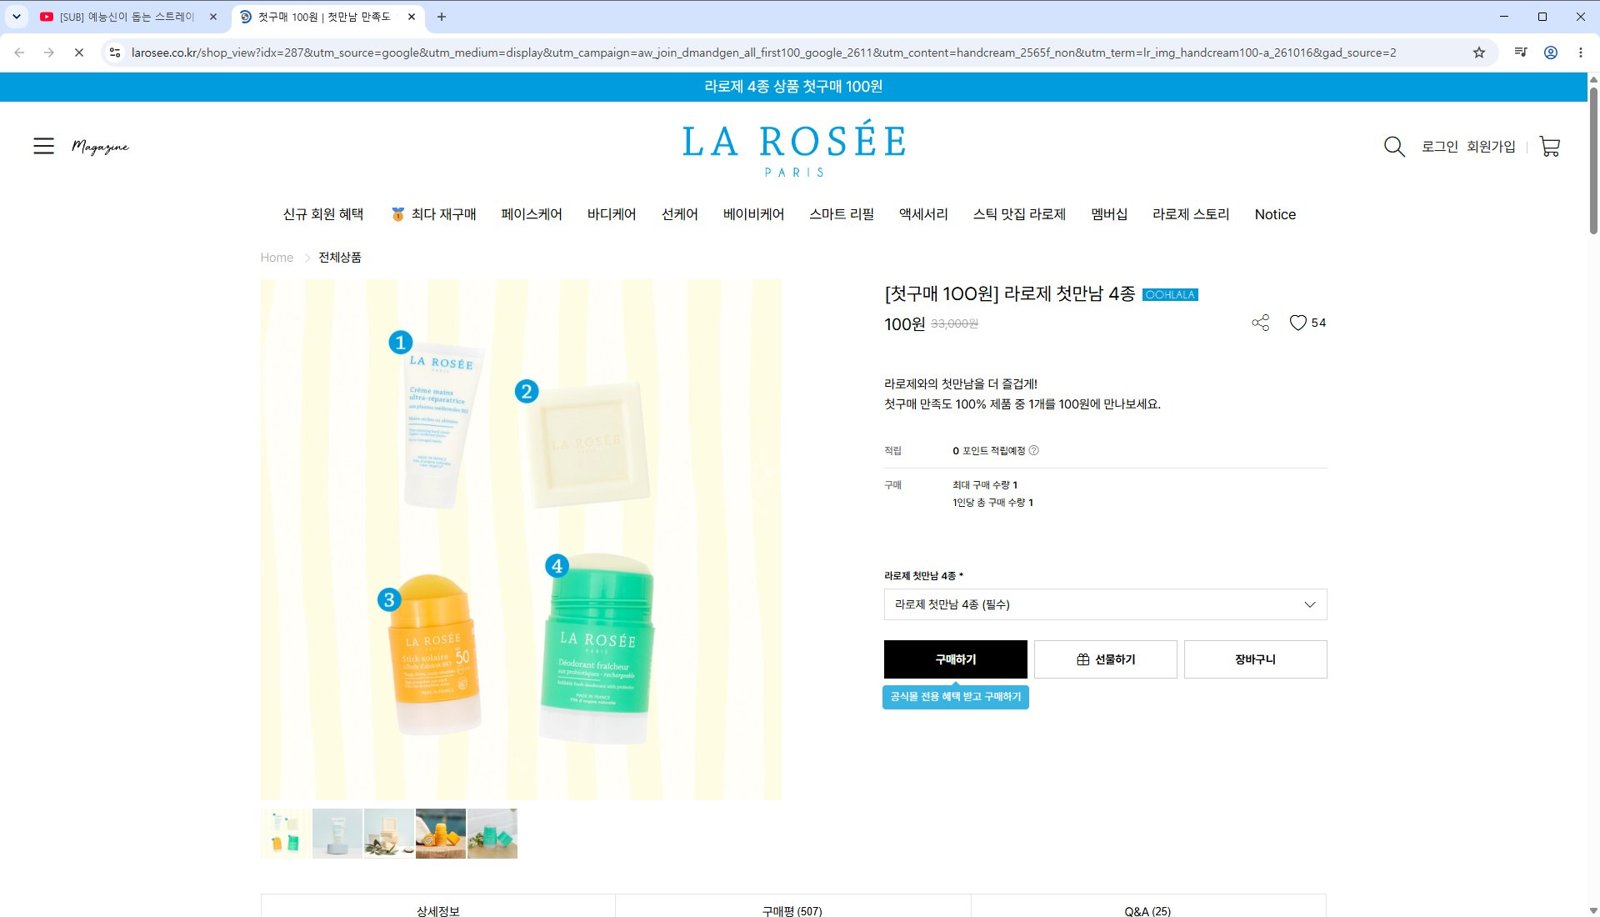 [SUB] 예능신이 돕는 스트레이
첫구매 100원 | 첫만남 만족도
larosee.co.kr/shop_view?idx=287&utm_source=google&utm_medium=display&utm_campaign=aw_join_dmandgen_all_first100_google_2611&utm_content=handcream_2565f_non&utm_term=lr_img_handcream100-a_261016&gad_source=2
라로제 4종 상품 첫구매 100원
Magazine
LA ROSÉE
PARIS
로그인 회원가입
신규 회원 혜택 최다 재구매 페이스케어 바디케어 선케어 베이비케어 스마트 리필 액세서리 스틱 맛집 라로제 멤버십 라로제 스토리 Notice
Home > 전체상품
1
LA ROSÉE
PARIS
Crème mains
ultra-réparatrice
2
LA ROSÉE
3
LA ROSÉE
Stick solaire
50
4
LA ROSÉE
PARIS
Déodorant fraîcheur
aux probiotiques · rechargeable
MADE IN FRANCE
[첫구매 100원] 라로제 첫만남 4종 OOHLALA
100원 33,000원
54
라로제와의 첫만남을 더 즐겁게!
첫구매 만족도 100% 제품 중 1개를 100원에 만나보세요.
적립 0 포인트 적립예정 ?
구매 최대 구매 수량 1
1인당 총 구매 수량 1
라로제 첫만남 4종 *
라로제 첫만남 4종 (필수)
구매하기 선물하기 장바구니
공식몰 전용 혜택 받고 구매하기
상세정보 구매평 (507) Q&A (25)